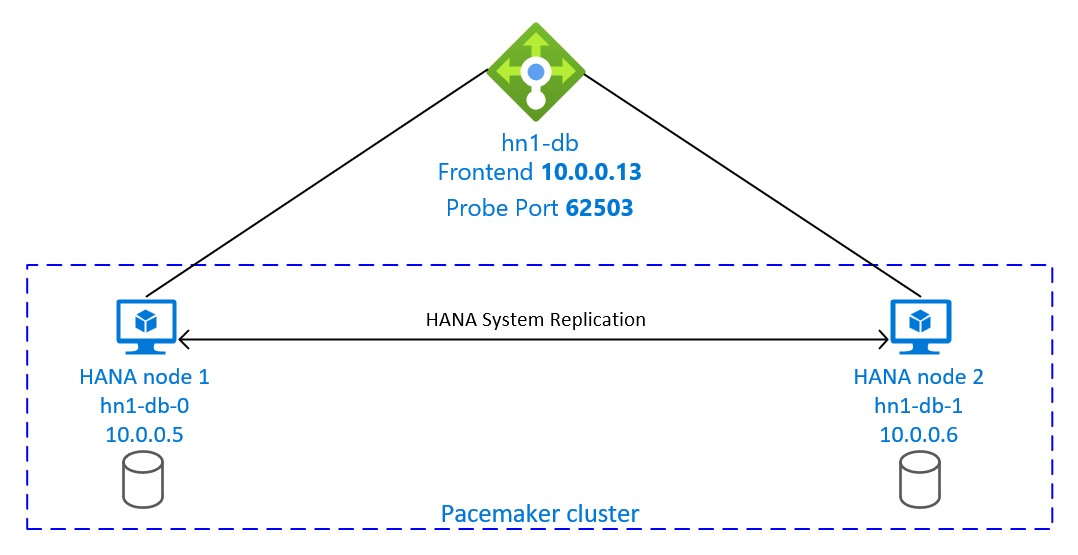 hn1-db
Frontend 10.0.0.13
Probe Port 62503
HANA System Replication
HANA node 1
hn1-db-0
10.0.0.5
HANA node 2
hn1-db-1
10.0.0.6
Pacemaker cluster